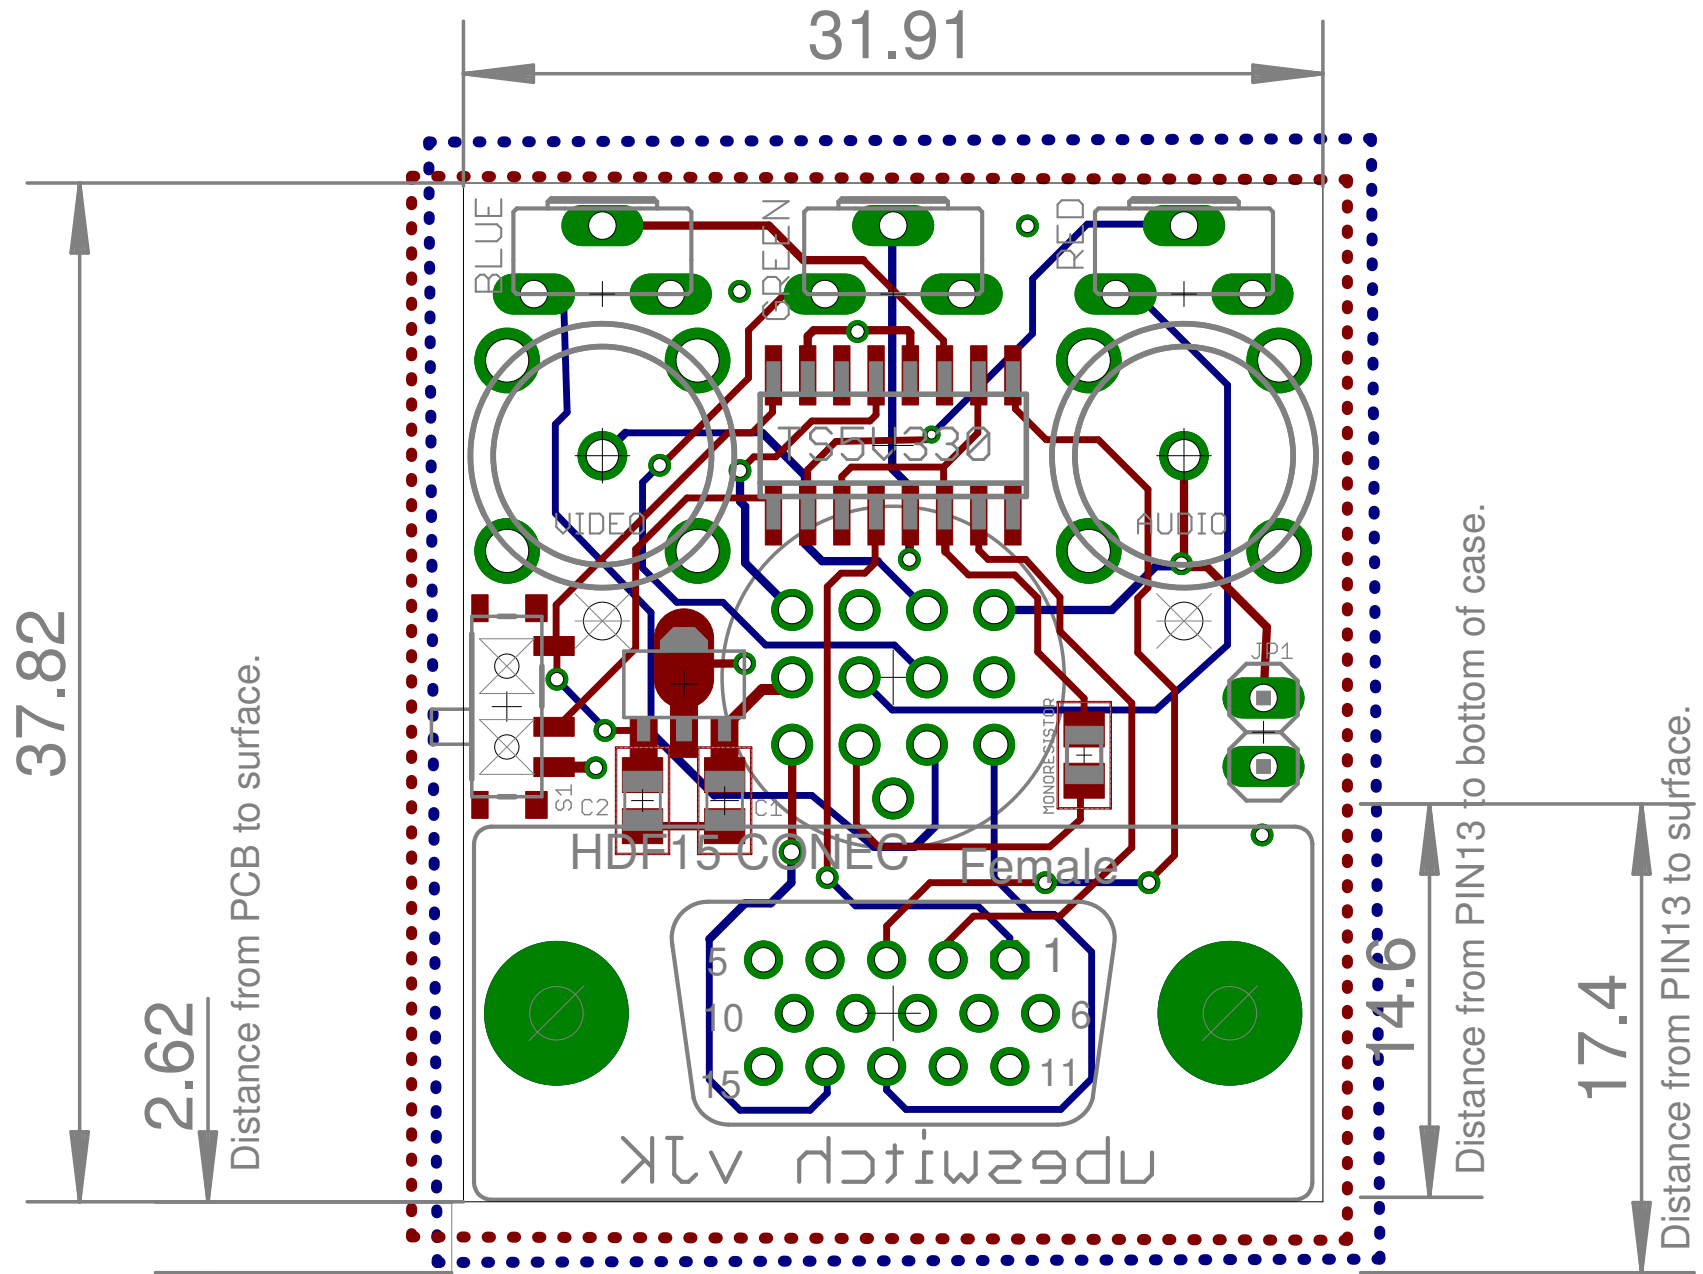 31.91
BLUE
GREEN
RED
TS5V330
VIDEO
AUDIO
37.82
2.62
Distance from PCB to surface.
S1
C2
C1
JP1
MONORESISTOR
HDF15 CONEC
Female
5
1
10
6
15
11
ubeswitch vJK
14.6
Distance from PIN13 to bottom of case.
17.4
Distance from PIN13 to surface.